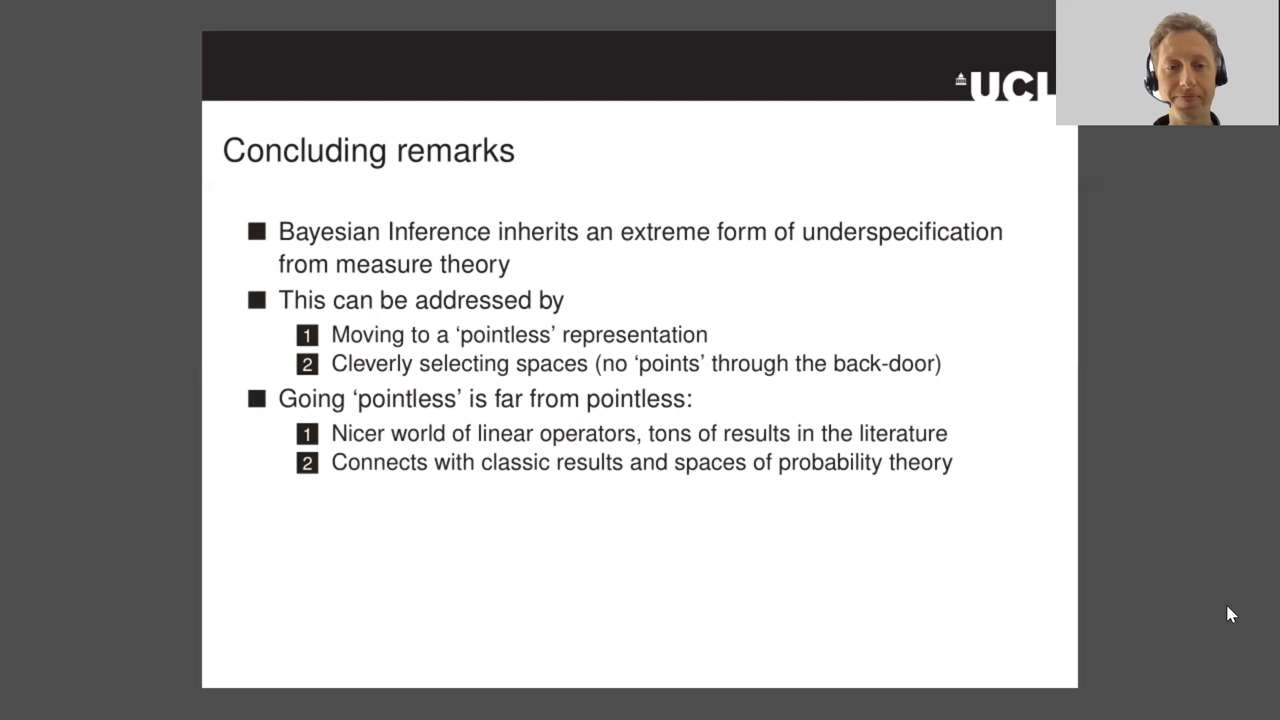 UCL
Concluding remarks
■ Bayesian Inference inherits an extreme form of underspecification
from measure theory
■ This can be addressed by
1 Moving to a ‘pointless’ representation
2 Cleverly selecting spaces (no ‘points’ through the back-door)
■ Going ‘pointless’ is far from pointless:
1 Nicer world of linear operators, tons of results in the literature
2 Connects with classic results and spaces of probability theory